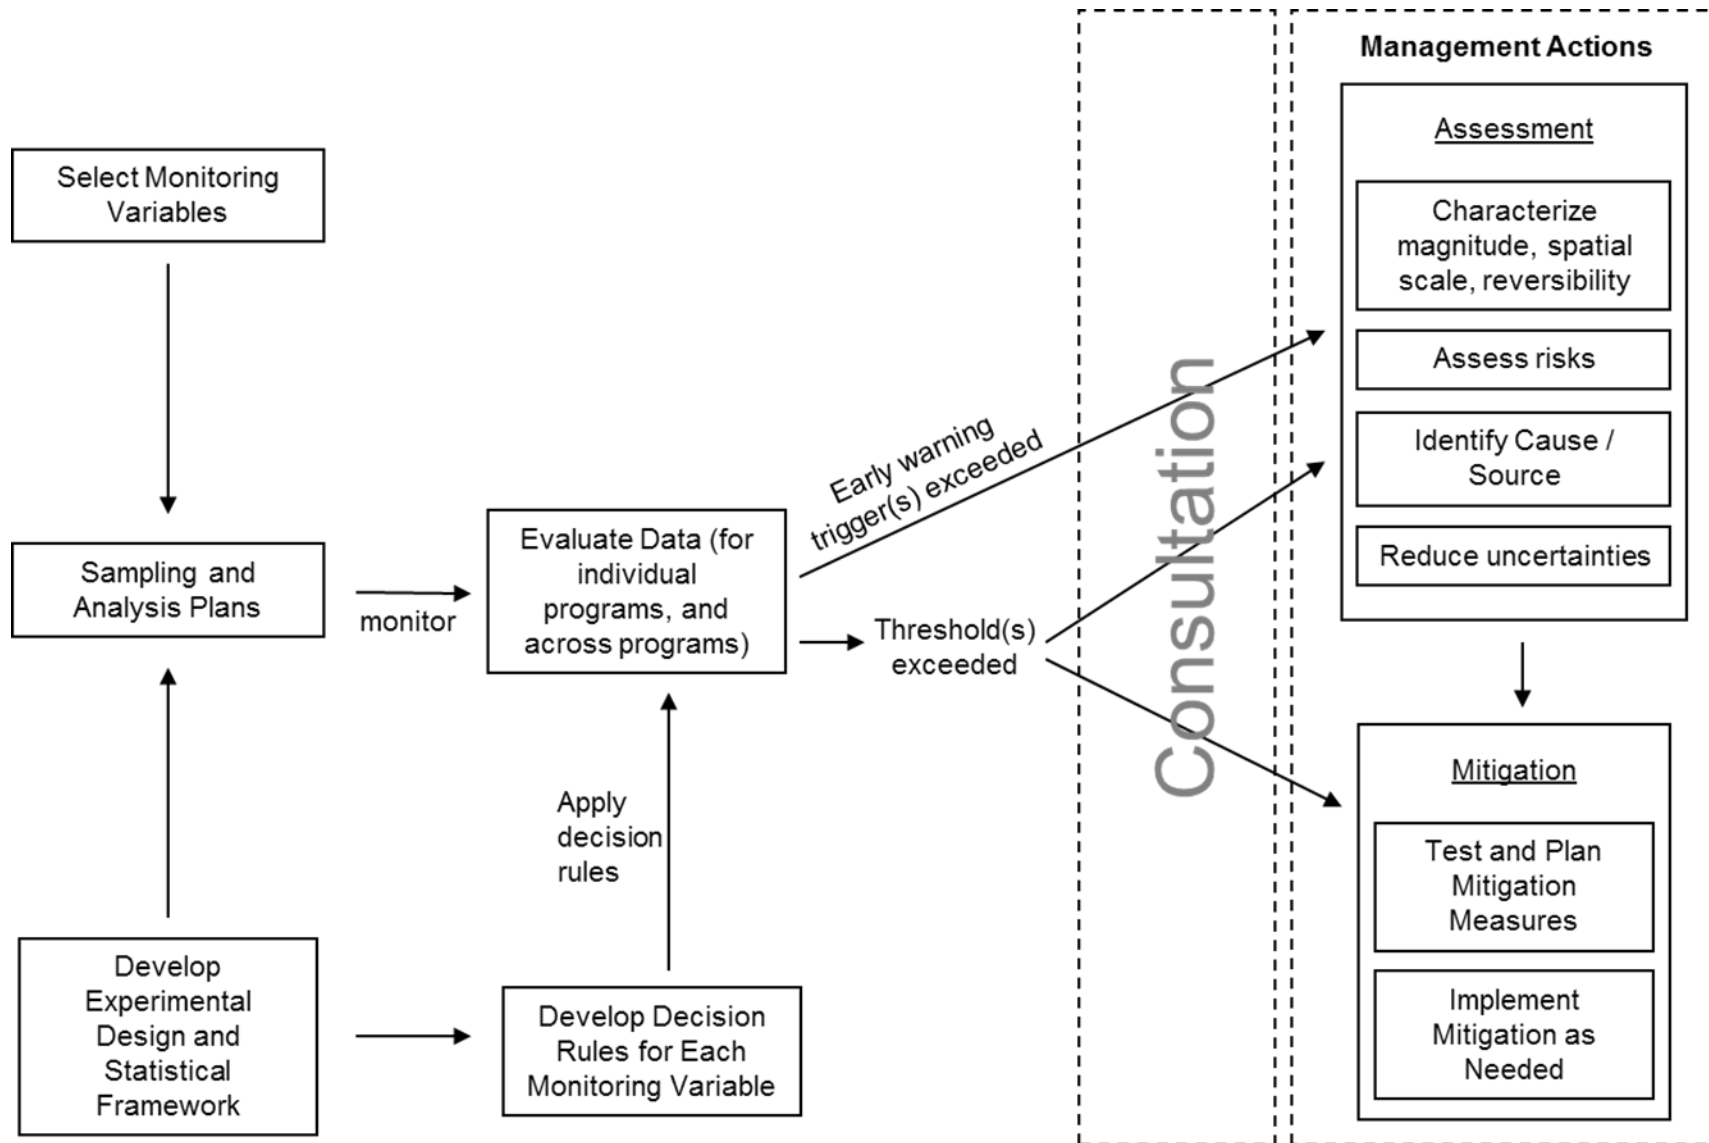 Management Actions
Assessment
Characterize
magnitude, spatial
scale, reversibility
Assess risks
Identify Cause /
Source
Reduce uncertainties
Select Monitoring
Variables
Sampling and
Analysis Plans
monitor
Evaluate Data (for
individual
programs, and
across programs)
Early warning
trigger(s) exceeded
Threshold(s)
exceeded
Consultation
Apply
decision
rules
Develop
Experimental
Design and
Statistical
Framework
Develop Decision
Rules for Each
Monitoring Variable
Mitigation
Test and Plan
Mitigation
Measures
Implement
Mitigation as
Needed